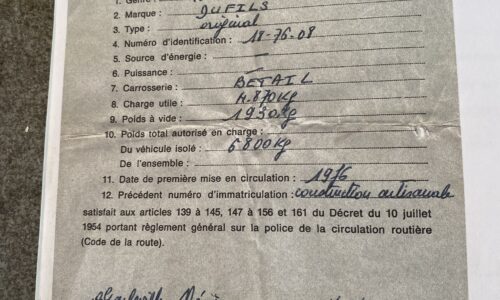 2. Marque : DUFILS
3. Type : original
4. Numéro d'identification : 18-76-08
5. Source d'énergie :
6. Puissance :
7. Carrosserie : BETAIL
8. Charge utile : 4.870 Kg
9. Poids à vide : 1930 Kg
10. Poids total autorisé en charge :
Du véhicule isolé : 6800 Kg
De l'ensemble :
11. Date de première mise en circulation : 1976
12. Précédent numéro d'immatriculation : construction artisanale
satisfait aux articles 139 à 145, 147 à 156 et 161 du Décret du 10 juillet
1954 portant règlement général sur la police de la circulation routière
(Code de la route).